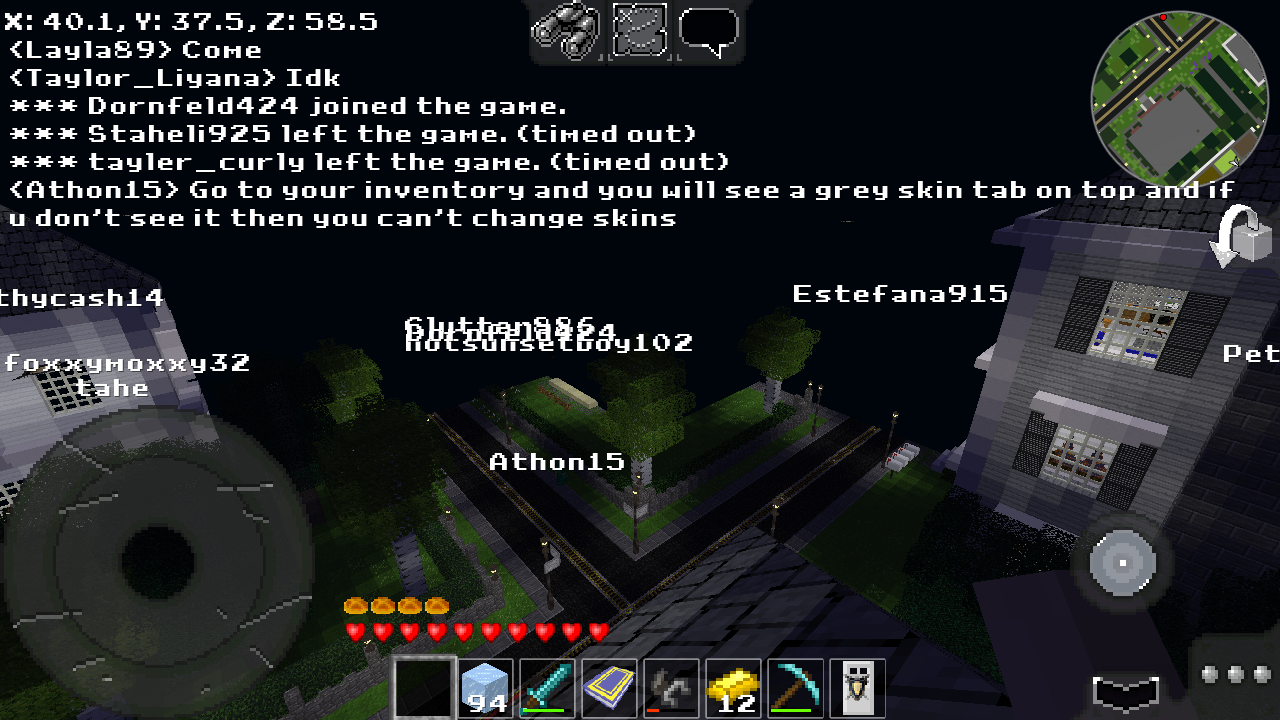 X: 40.1, Y: 37.5, Z: 58.5
<Layla89> Come
<Taylor_Liyana> Idk
*** Dornfeld424 joined the game.
*** Staheli925 left the game. (timed out)
*** tayler_curly left the game. (timed out)
<Athon15> Go to your inventory and you will see a grey skin tab on top and if
u don't see it then you can't change skins
thycash14
Estefana915
Glutton986
hotsunsetboy102
Pet
foxxymoxxy32
tahe
Athon15
94
12